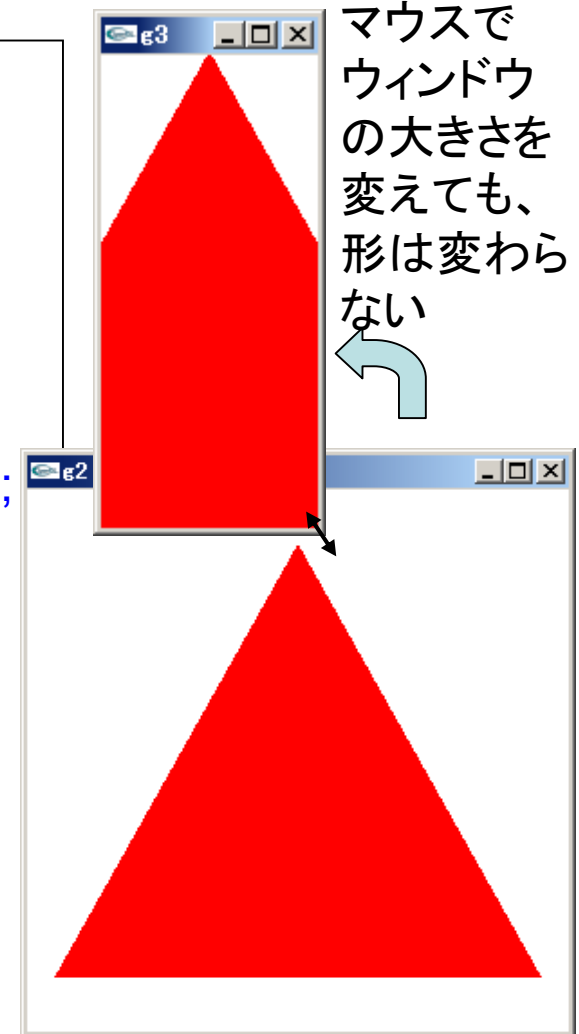 g3
マウスで
ウィンドウ
の大きさを
変えても、
形は変わら
ない
;
g2